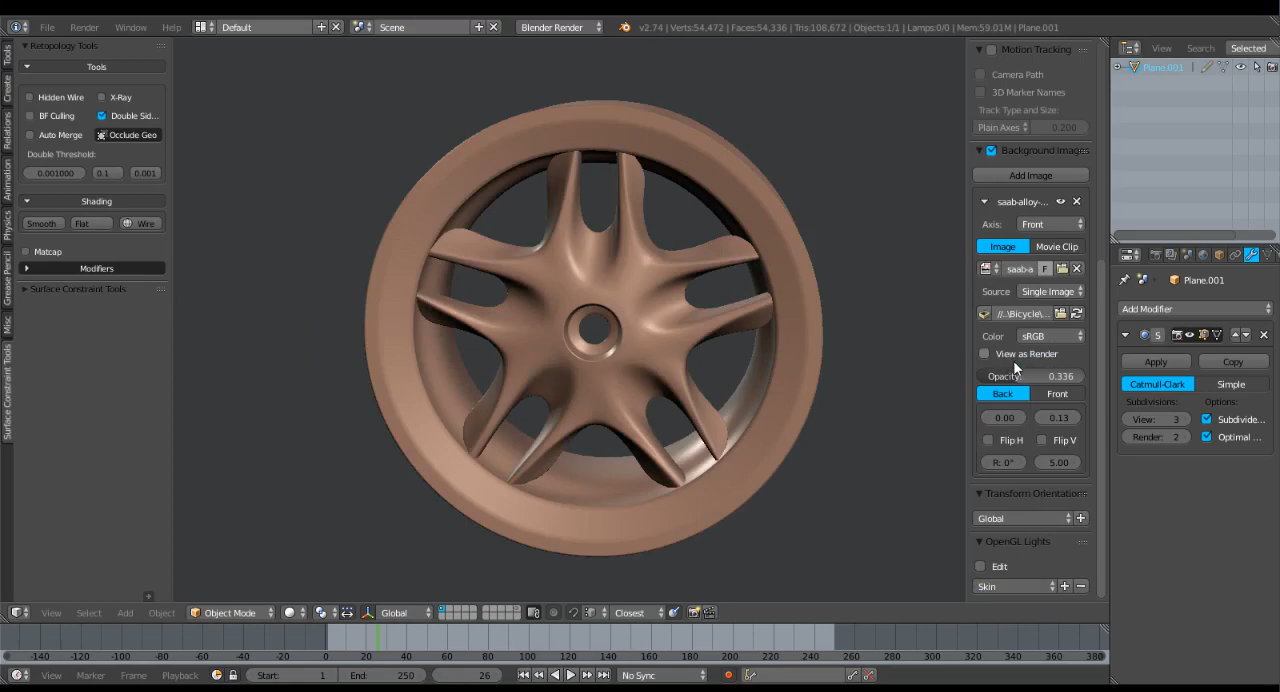 File Render Window Help Default Scene Blender Render v2.74 | Verts:54,472 | Faces:54,336 | Tris:108,672 | Objects:1/1 | Lamps:0/0 | Mem:59.01M | Plane.001
Retopology Tools
Tools
Hidden Wire X-Ray
BF Culling Double Sid...
Auto Merge Occlude Geo
Double Threshold:
0.001000 0.1 0.001
Shading
Smooth Flat Wire
Matcap
Modifiers
Surface Constraint Tools
Tools
Create
Relations
Animation
Physics
Grease Pencil
Misc
Surface Constraint Tools
Motion Tracking
Camera Path
3D Marker Names
Track Type and Size:
Plain Axes 0.200
Background Images
Add Image
saab-alloy-...
Axis: Front
Image Movie Clip
saab-a F
Source Single Image
//..\Bicycle\...
Color sRGB
View as Render
Opacity 0.336
Back Front
0.00 0.13
Flip H Flip V
R: 0° 5.00
Transform Orientation
Global
OpenGL Lights
Edit
Skin
View Search Selected
Plane.001
Plane.001
Add Modifier
S
Apply Copy
Catmull-Clark Simple
Subdivisions: Options:
View: 3 Subdivide...
Render: 2 Optimal ...
View Select Add Object Object Mode Global Closest
-140 -120 -100 -80 -60 -40 -20 0 20 40 60 80 100 120 140 160 180 200 220 240 260 280 300 320 340 360 380
View Marker Frame Playback Start: 1 End: 250 26 No Sync